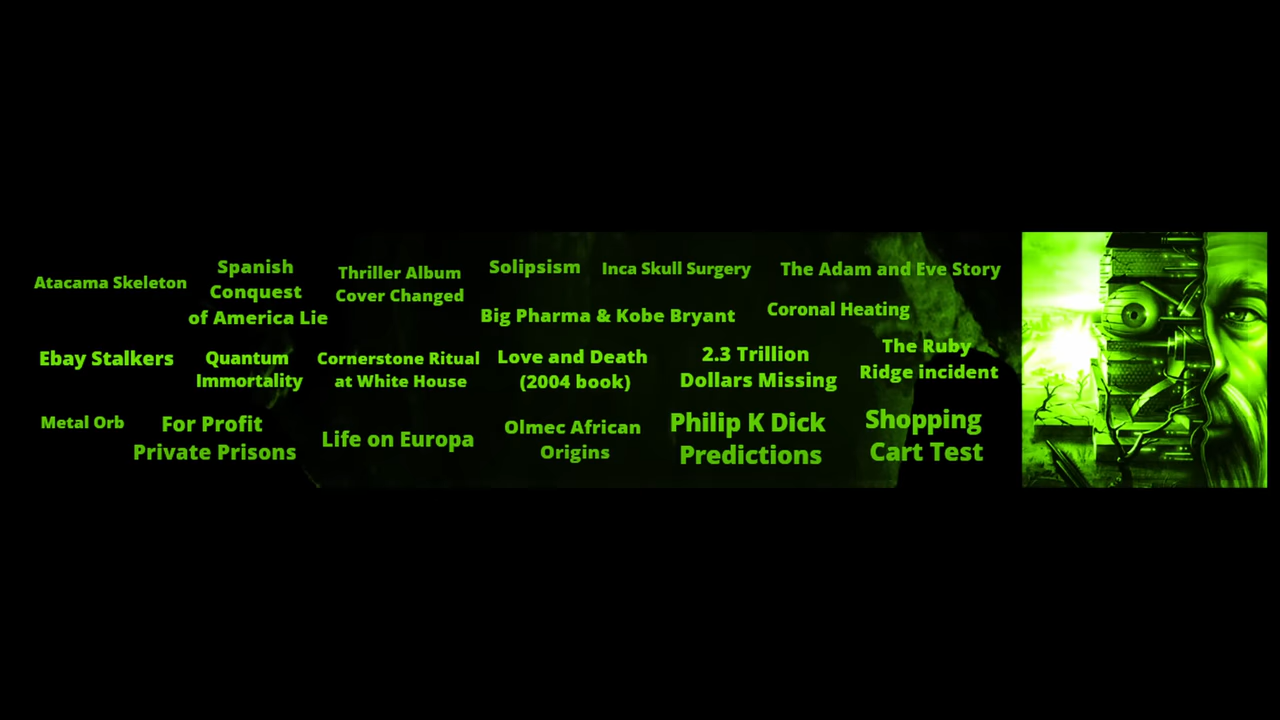 Atacama Skeleton
Spanish
Conquest
of America Lie
Thriller Album
Cover Changed
Solipsism
Inca Skull Surgery
The Adam and Eve Story
Big Pharma & Kobe Bryant
Coronal Heating
Ebay Stalkers
Quantum
Immortality
Cornerstone Ritual
at White House
Love and Death
(2004 book)
2.3 Trillion
Dollars Missing
The Ruby
Ridge incident
Metal Orb
For Profit
Private Prisons
Life on Europa
Olmec African
Origins
Philip K Dick
Predictions
Shopping
Cart Test